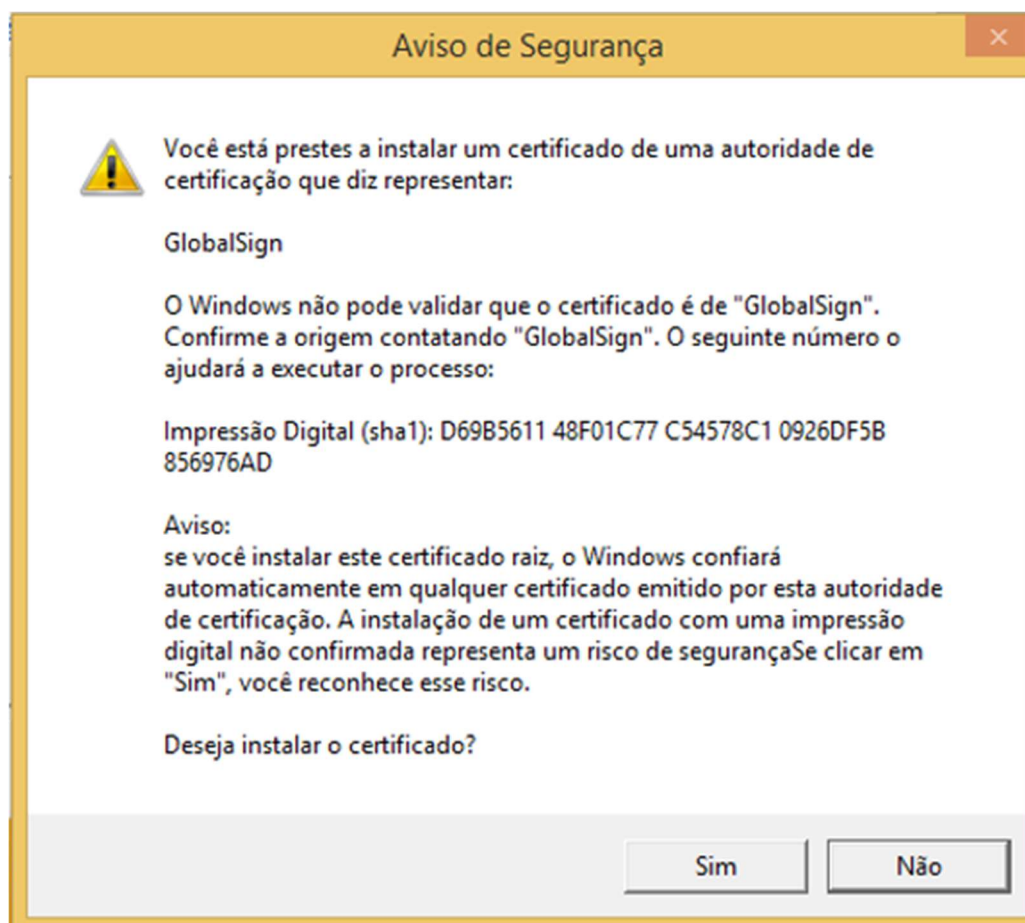 Aviso de Segurança
Você está prestes a instalar um certificado de uma autoridade de
certificação que diz representar:
GlobalSign
O Windows não pode validar que o certificado é de "GlobalSign".
Confirme a origem contatando "GlobalSign". O seguinte número o
ajudará a executar o processo:
Impressão Digital (sha1): D69B5611 48F01C77 C54578C1 0926DF5B
856976AD
Aviso:
se você instalar este certificado raiz, o Windows confiará
automaticamente em qualquer certificado emitido por esta autoridade
de certificação. A instalação de um certificado com uma impressão
digital não confirmada representa um risco de segurançaSe clicar em
"Sim", você reconhece esse risco.
Deseja instalar o certificado?
Sim
Não